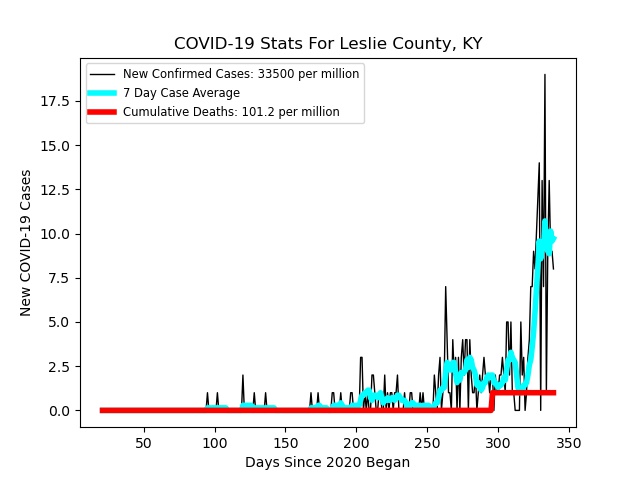 COVID-19 Stats For Leslie County, KY
New Confirmed Cases: 33500 per million
7 Day Case Average
Cumulative Deaths: 101.2 per million
New COVID-19 Cases
17.5
15.0
12.5
10.0
7.5
5.0
2.5
0.0
50 100 150 200 250 300 350
Days Since 2020 Began